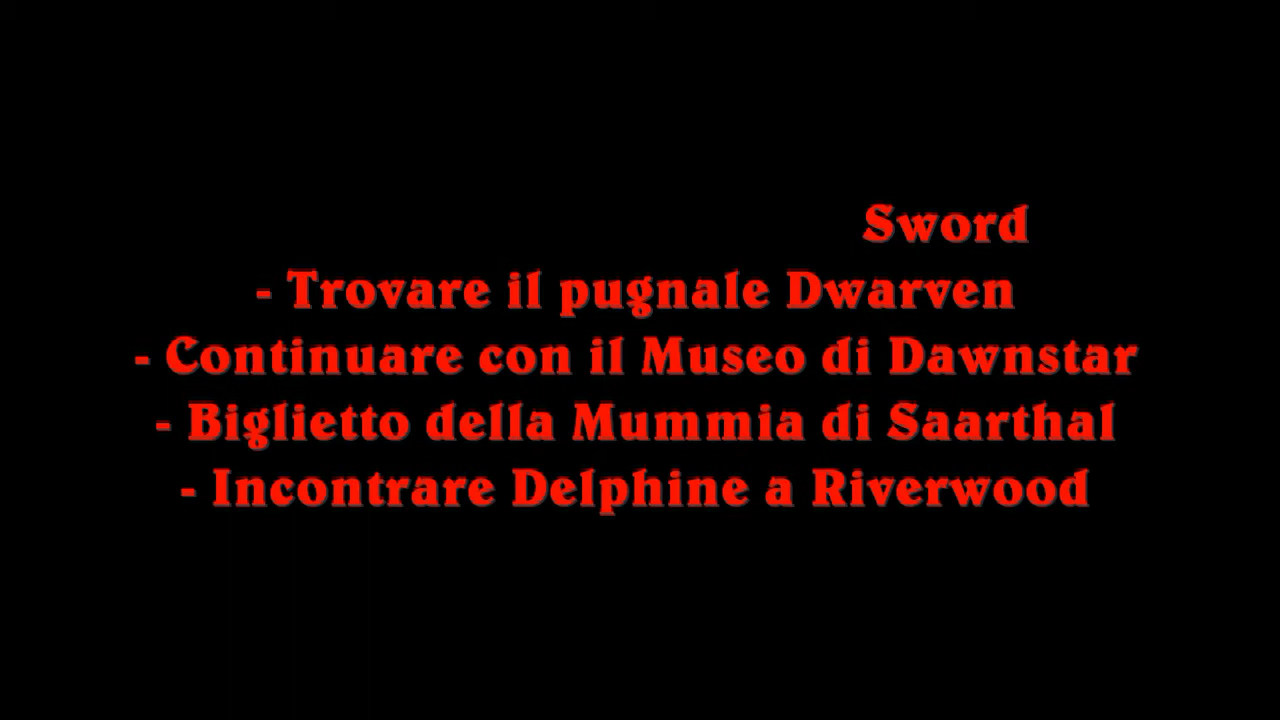 Sword
- Trovare il pugnale Dwarven
- Continuare con il Museo di Dawnstar
- Biglietto della Mummia di Saarthal
- Incontrare Delphine a Riverwood